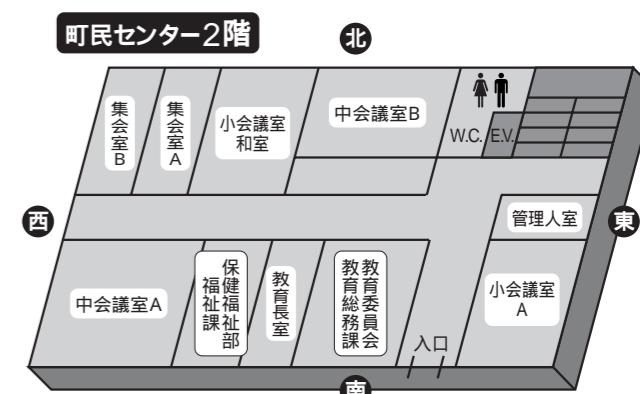 町民センター2階
北
集会室B
集会室A
小会議室
和室
中会議室B
W.C.
E.V.
西
管理人室
東
中会議室A
保健福祉部
福祉課
教育長室
教育委員会
教育総務課
小会議室
A
入口
南